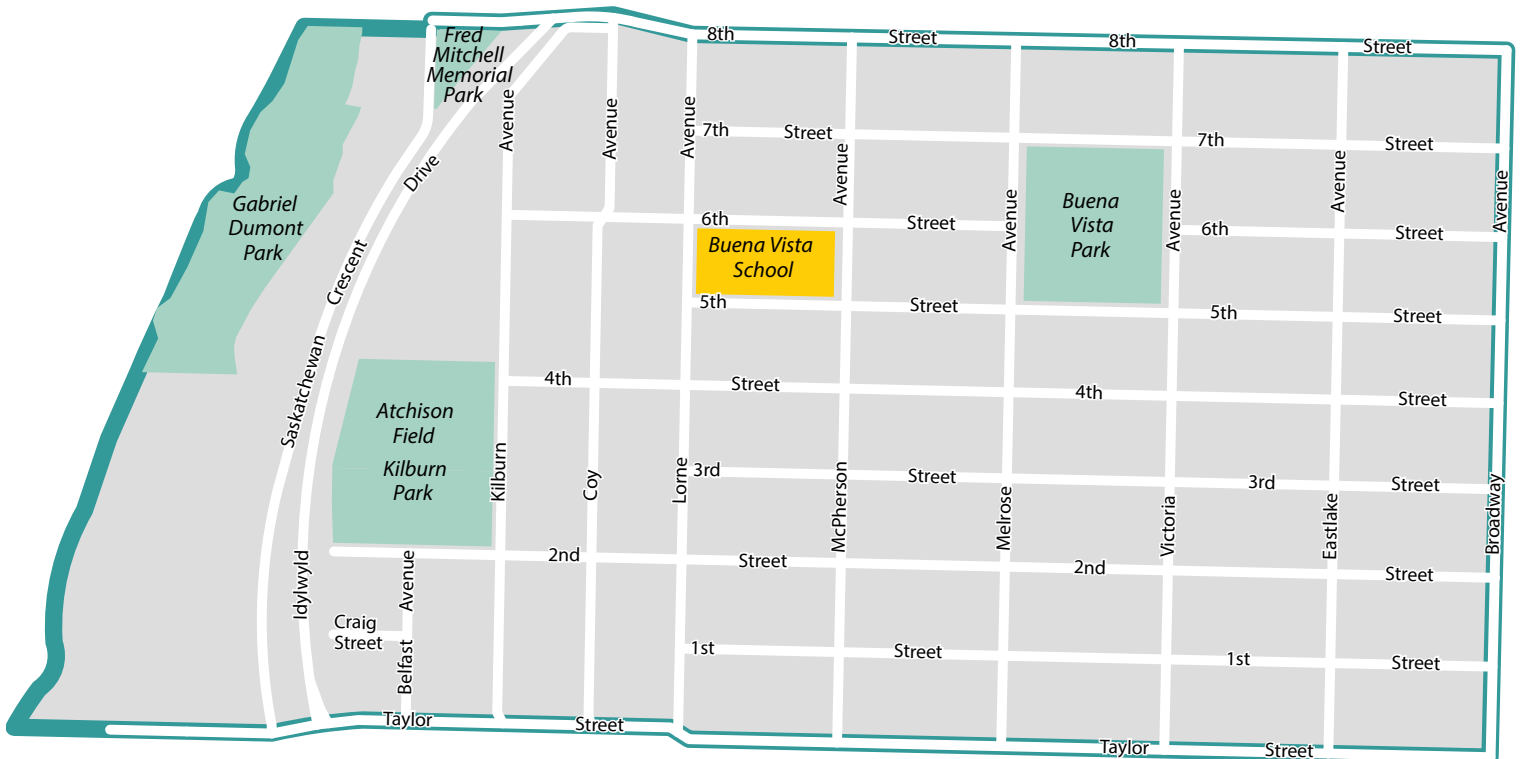 8th
Street
8th
Street
Fred
Mitchell
Memorial
Park
Avenue
Avenue
Avenue
7th
Street
7th
Street
Drive
Avenue
Avenue
Avenue
Avenue
Avenue
Gabriel
Dumont
Park
Buena
Vista
Park
6th
Street
6th
Street
Buena Vista
School
Crescent
5th
Street
5th
Street
Saskatchewan
4th
Street
4th
Street
Atchison
Field
Kilburn
Park
Kilburn
Coy
Lorne
3rd
Street
3rd
Street
McPherson
Melrose
Victoria
Eastlake
Broadway
2nd
Street
2nd
Street
Idylwyld
Avenue
Craig
Street
Belfast
1st
Street
1st
Street
Taylor
Street
Taylor
Street